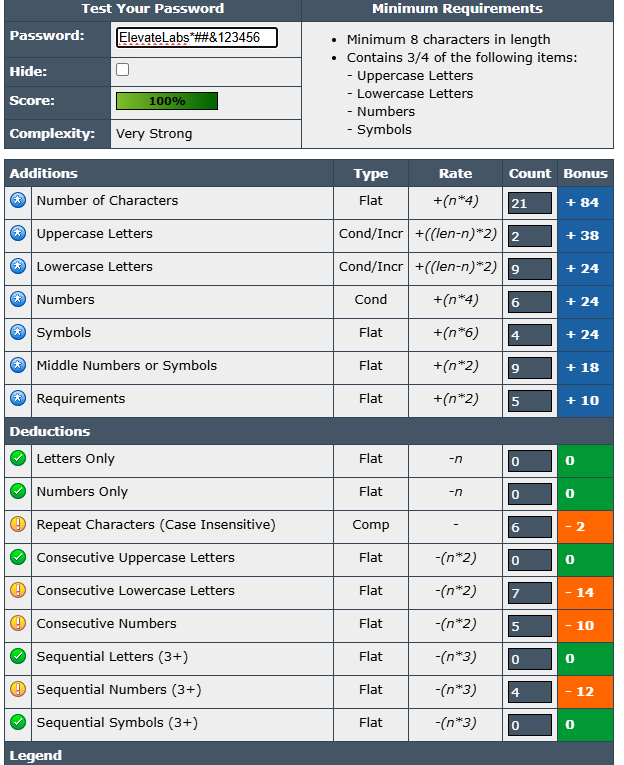 Test Your Password Minimum Requirements
Password: ElevateLabs*##&123456
• Minimum 8 characters in length
• Contains 3/4 of the following items:
Hide:
- Uppercase Letters
- Lowercase Letters
Score: 100%
- Numbers
Complexity: Very Strong
- Symbols
Additions Type Rate Count Bonus
Number of Characters Flat +(n*4) 21 + 84
Uppercase Letters Cond/Incr +((len-n)*2) 2 + 38
Lowercase Letters Cond/Incr +((len-n)*2) 9 + 24
Numbers Cond +(n*4) 6 + 24
Symbols Flat +(n*6) 4 + 24
Middle Numbers or Symbols Flat +(n*2) 9 + 18
Requirements Flat +(n*2) 5 + 10
Deductions
Letters Only Flat -n 0 0
Numbers Only Flat -n 0 0
Repeat Characters (Case Insensitive) Comp - 6 - 2
Consecutive Uppercase Letters Flat -(n*2) 0 0
Consecutive Lowercase Letters Flat -(n*2) 7 - 14
Consecutive Numbers Flat -(n*2) 5 - 10
Sequential Letters (3+) Flat -(n*3) 0 0
Sequential Numbers (3+) Flat -(n*3) 4 - 12
Sequential Symbols (3+) Flat -(n*3) 0 0
Legend